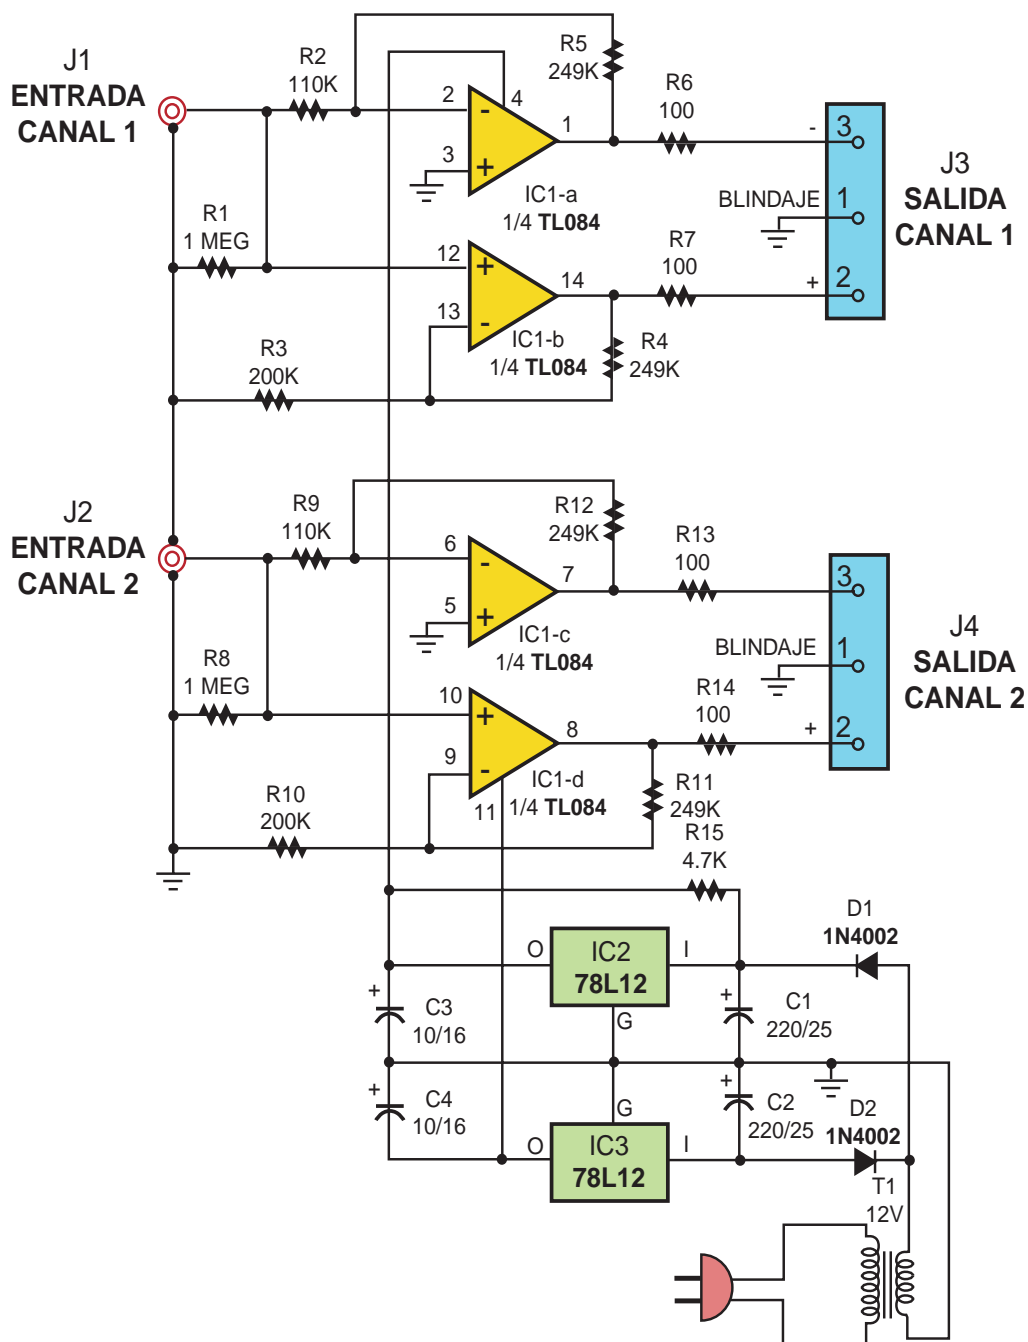 J1
ENTRADA
CANAL 1
R2
110K
R5
249K
R6
100
2
-
4
1
3
+
IC1-a
1/4 TL084
-
3
BLINDAJE
1
+
2
J3
SALIDA
CANAL 1
R1
1 MEG
R7
100
12
+
14
13
-
IC1-b
1/4 TL084
R3
200K
R4
249K
J2
ENTRADA
CANAL 2
R9
110K
R12
249K
R13
100
6
-
7
5
+
IC1-c
1/4 TL084
3
BLINDAJE
1
+
2
J4
SALIDA
CANAL 2
R8
1 MEG
R14
100
10
+
8
9
-
11
IC1-d
1/4 TL084
R10
200K
R11
249K
R15
4.7K
D1
1N4002
O
IC2
78L12
I
G
+
C3
10/16
+
C1
220/25
+
C4
10/16
+
C2
220/25
G
O
IC3
78L12
I
D2
1N4002
T1
12V